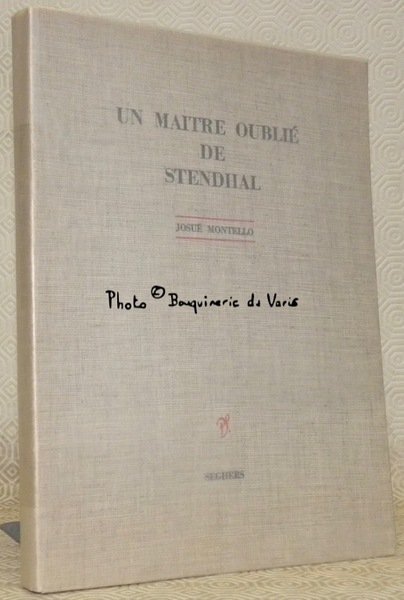 UN MAITRE OUBLIÉ
DE
STENDHAL
JOSUÉ MONTELLO
Photo © Bouquinerie du Varis
SEGHERS